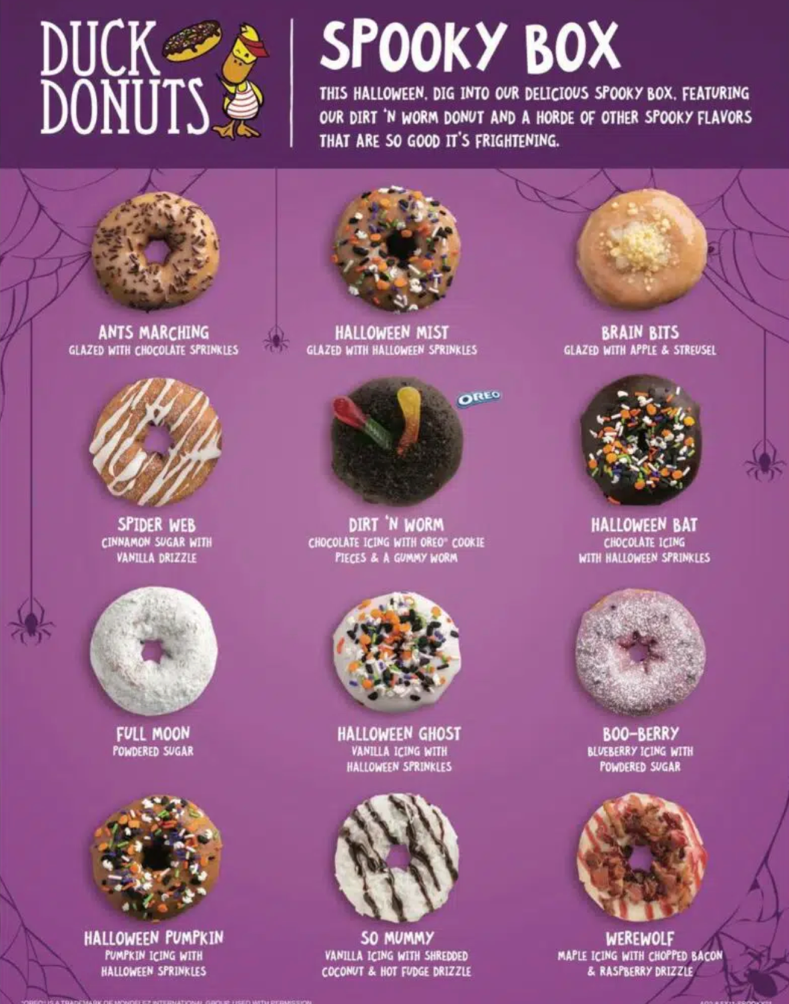 DUCK
DONUTS
SPOOKY BOX
THIS HALLOWEEN, DIG INTO OUR DELICIOUS SPOOKY BOX, FEATURING
OUR DIRT 'N WORM DONUT AND A HORDE OF OTHER SPOOKY FLAVORS
THAT ARE SO GOOD IT'S FRIGHTENING.
ANTS MARCHING
GLAZED WITH CHOCOLATE SPRINKLES
HALLOWEEN MIST
GLAZED WITH HALLOWEEN SPRINKLES
BRAIN BITS
GLAZED WITH APPLE & STREUSEL
SPIDER WEB
CINNAMON SUGAR WITH
VANILLA DRIZZLE
OREO
DIRT 'N WORM
CHOCOLATE ICING WITH OREO® COOKIE
PIECES & A GUMMY WORM
HALLOWEEN BAT
CHOCOLATE ICING
WITH HALLOWEEN SPRINKLES
FULL MOON
POWDERED SUGAR
HALLOWEEN GHOST
VANILLA ICING WITH
HALLOWEEN SPRINKLES
BOO-BERRY
BLUEBERRY ICING WITH
POWDERED SUGAR
HALLOWEEN PUMPKIN
PUMPKIN ICING WITH
HALLOWEEN SPRINKLES
SO MUMMY
VANILLA ICING WITH SHREDDED
COCONUT & HOT FUDGE DRIZZLE
WEREWOLF
MAPLE ICING WITH CHOPPED BACON
& RASPBERRY DRIZZLE